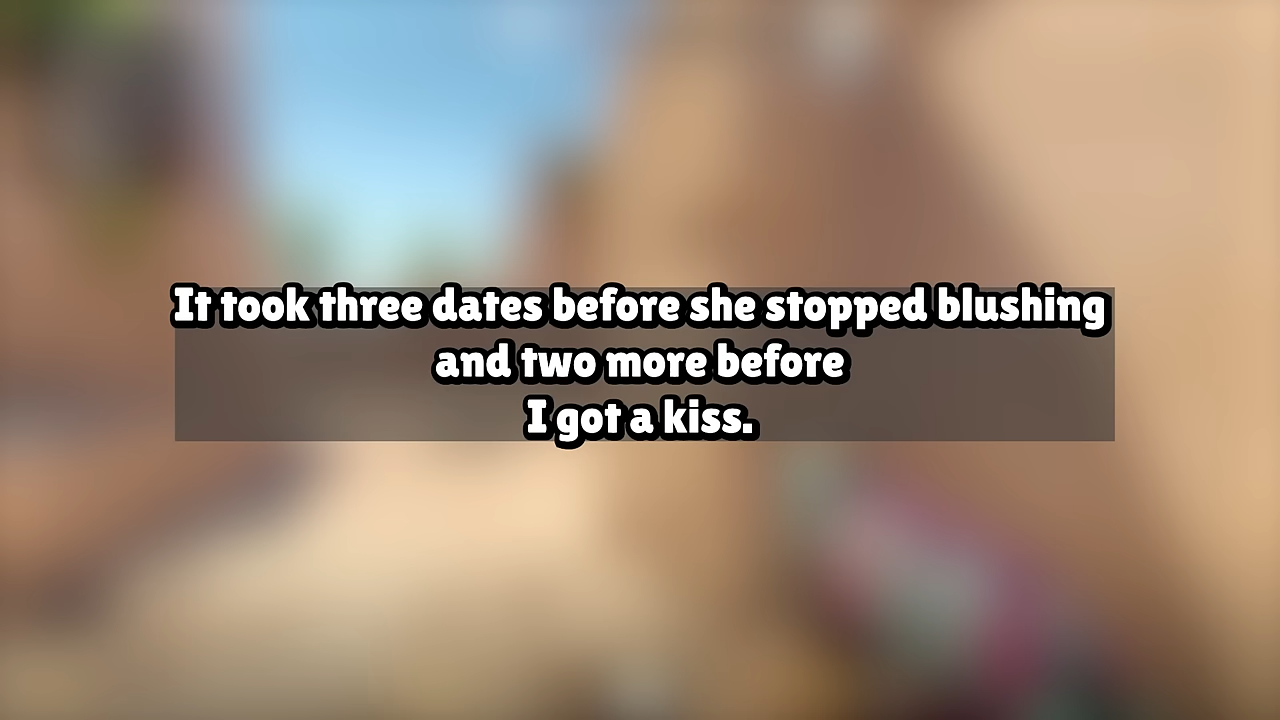 It took three dates before she stopped blushing
and two more before
I got a kiss.